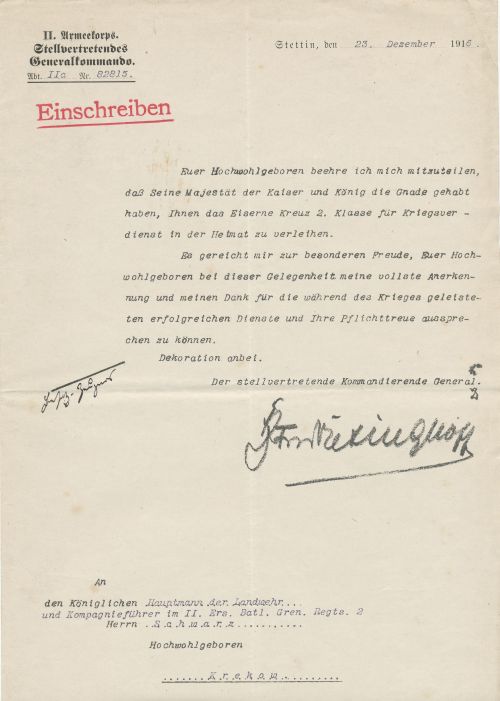 II. Armeekorps.
Stellvertretendes
Generalkommando.
Abt. IIc Nr. 82815.
Stettin, den 23. Dezember 1916.
Einschreiben
Euer Hochwohlgeboren beehre ich mich mitzuteilen,
daß Seine Majestät der Kaiser und König die Gnade gehabt
haben, Ihnen das Eiserne Kreuz 2. Klasse für Kriegsver-
dienst in der Heimat zu verleihen.
Es gereicht mir zur besonderen Freude, Euer Hoch-
wohlgeboren bei dieser Gelegenheit meine vollste Anerken-
nung und meinen Dank für die während des Krieges geleiste-
ten erfolgreichen Dienste und Ihre Pflichttreue ausspre-
chen zu können.
Dekoration anbei.
Der stellvertretende Kommandierende General.
An
den Königlichen Hauptmann der Landwehr...
und Kompagnieführer im II. Ers. Batl. Gren. Regts. 2
Herrn .S.c.h.w.a.r.z..........
Hochwohlgeboren
.......K.r.e.k.o.w...........